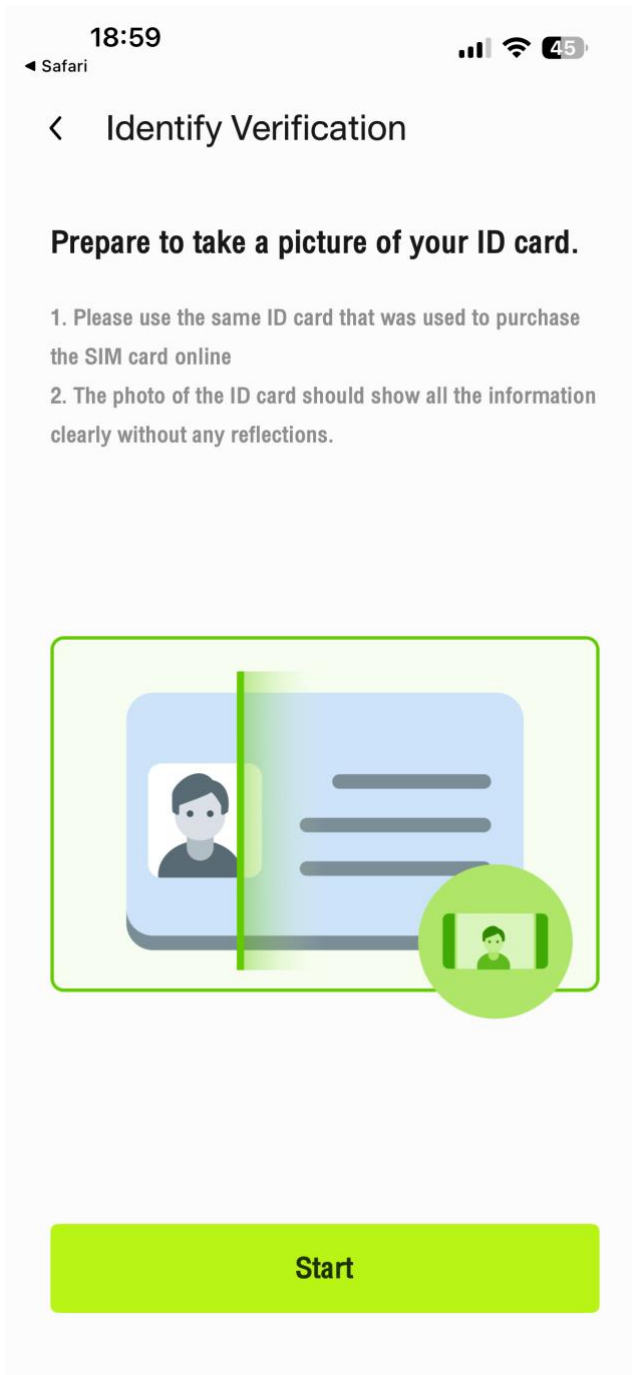 18:59
45
◀ Safari
Identify Verification
Prepare to take a picture of your ID card.
1. Please use the same ID card that was used to purchase
the SIM card online
2. The photo of the ID card should show all the information
clearly without any reflections.
Start